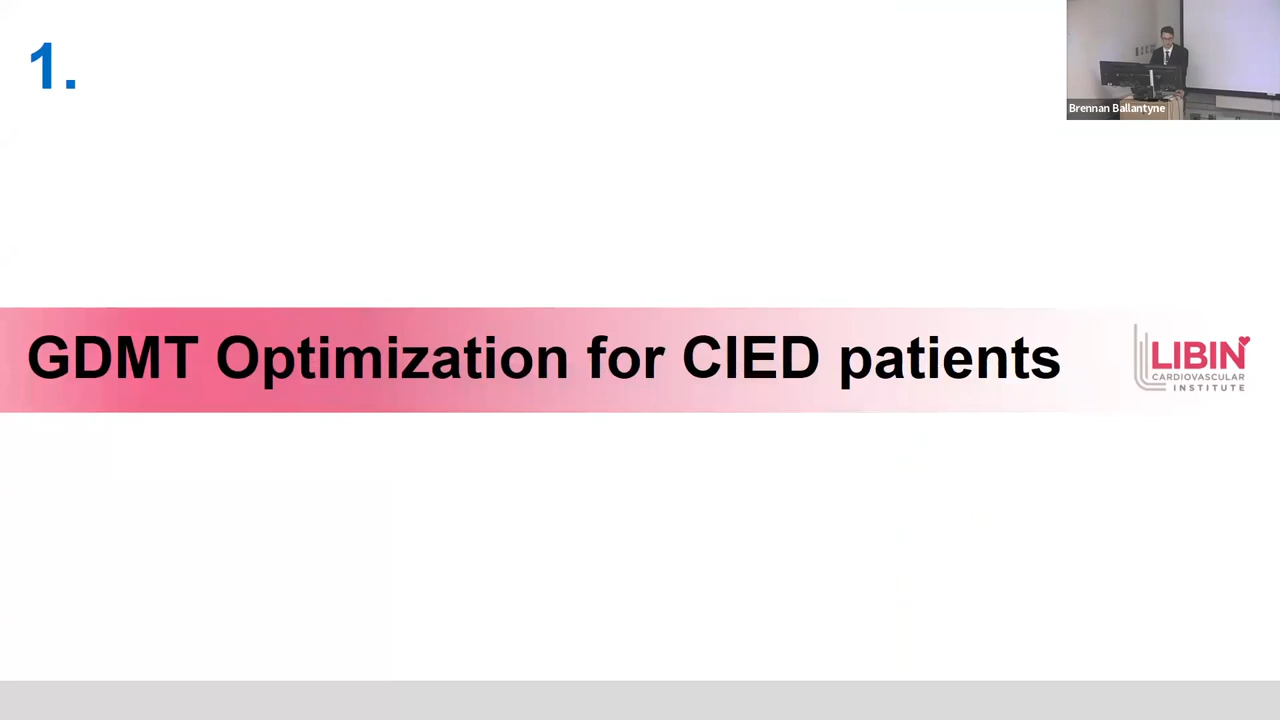 1.
Brennan Ballantyne
GDMT Optimization for CIED patients
LIBIN
CARDIOVASCULAR
INSTITUTE